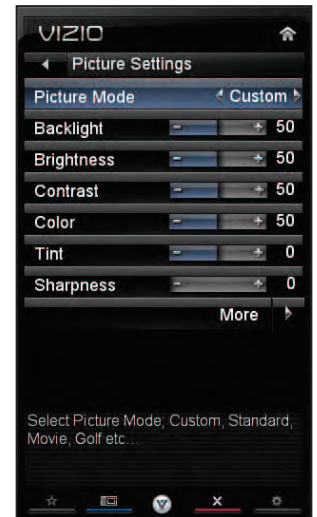 VIZIO
Picture Settings
Picture Mode Custom
Backlight - + 50
Brightness - + 50
Contrast - + 50
Color - + 50
Tint - + 0
Sharpness - + 0
More
Select Picture Mode; Custom, Standard,
Movie, Golf etc....
V X